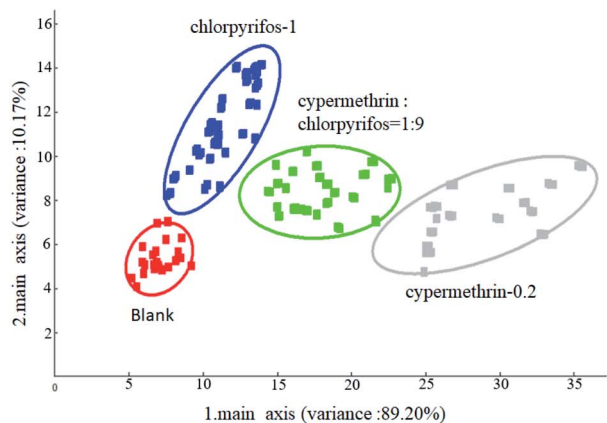 chlorpyrifos-1
cypermethrin :
chlorpyrifos=1:9
cypermethrin-0.2
Blank
2.main axis (variance :10.17%)
16
14
12
10
8
6
4
2
0
5
10
15
20
25
30
35
1.main axis (variance :89.20%)